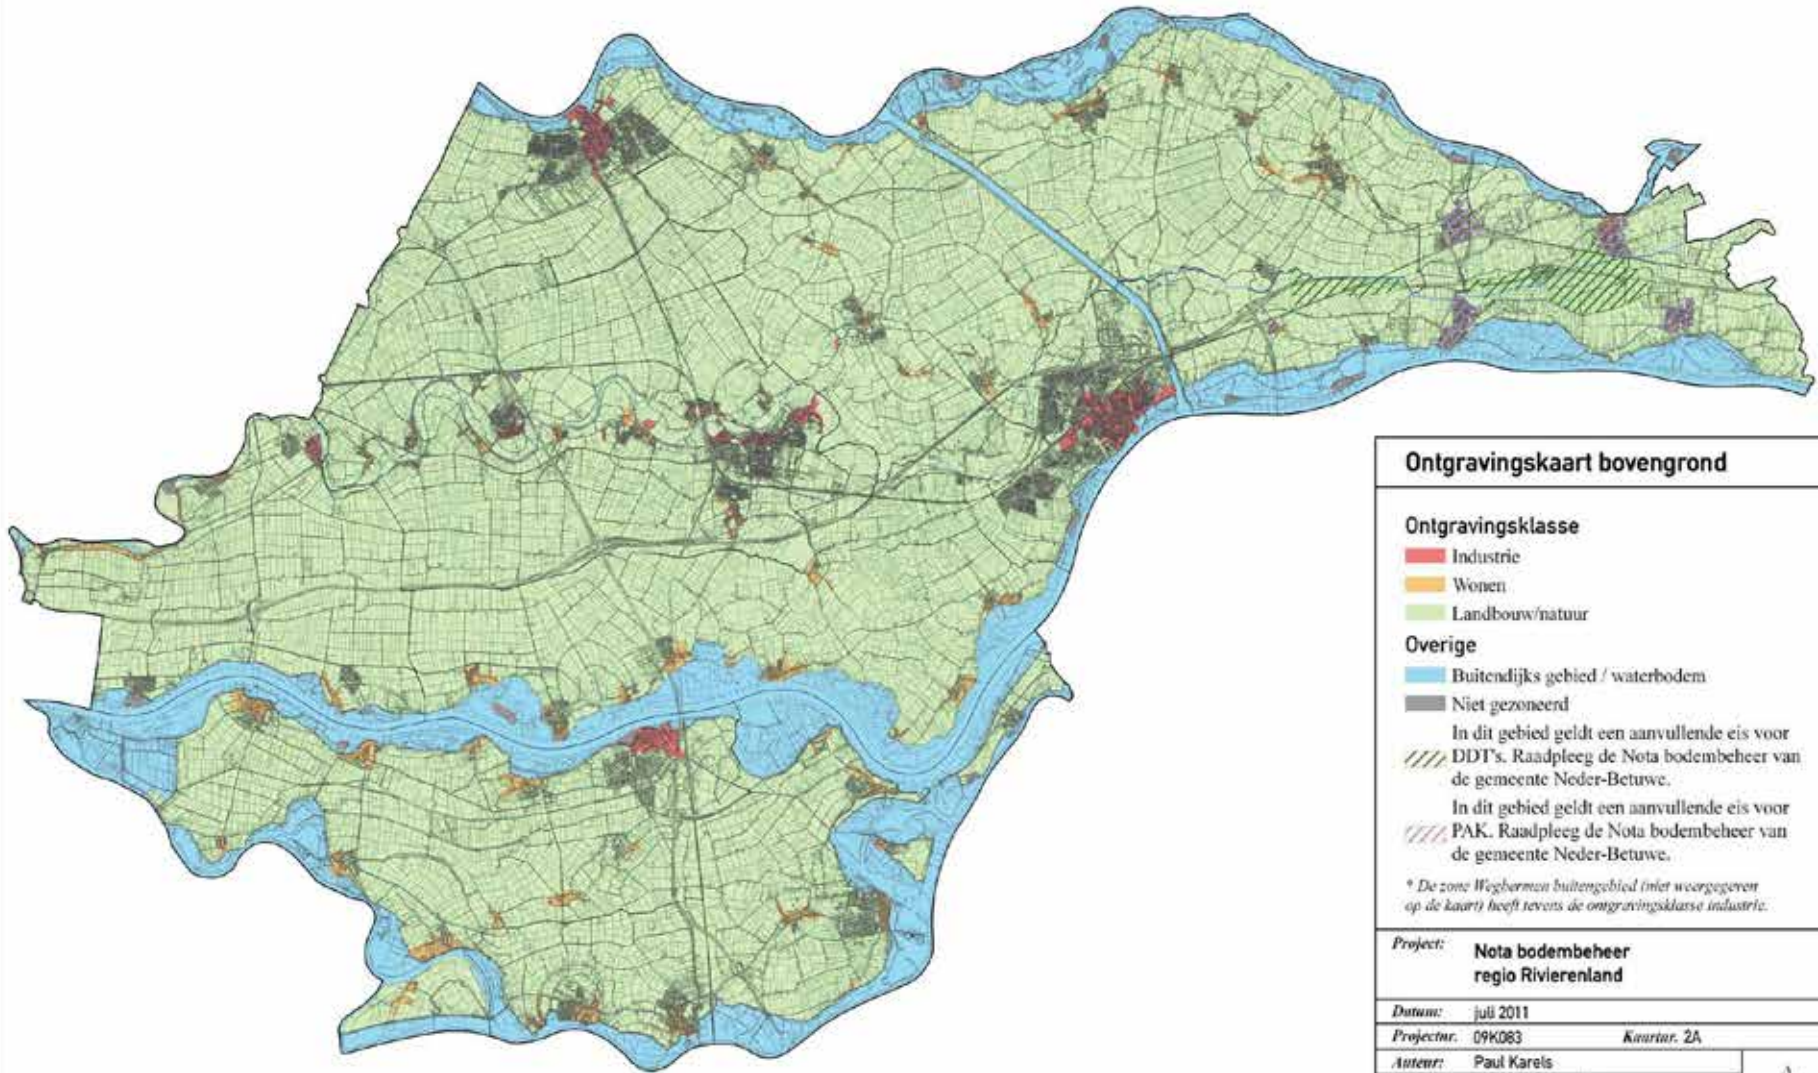 Ontgravingskaart bovengrond
Ontgravingsklasse
Industrie
Wonen
Landbouw/natuur
Overige
Buitendijks gebied / waterbodem
Niet gezoneerd
In dit gebied geldt een aanvullende eis voor
DDT's. Raadpleeg de Nota bodembeheer van
de gemeente Neder-Betuwe.
In dit gebied geldt een aanvullende eis voor
PAK. Raadpleeg de Nota bodembeheer van
de gemeente Neder-Betuwe.
* De zone Wegbermen buitengebied (niet weergegeven
op de kaart) heeft tevens de ontgravingsklasse industrie.
Project: Nota bodembeheer
regio Rivierenland
Datum: juli 2011
Projectnr. 09K083 Kaartnr. 2A
Auteur: Paul Karels